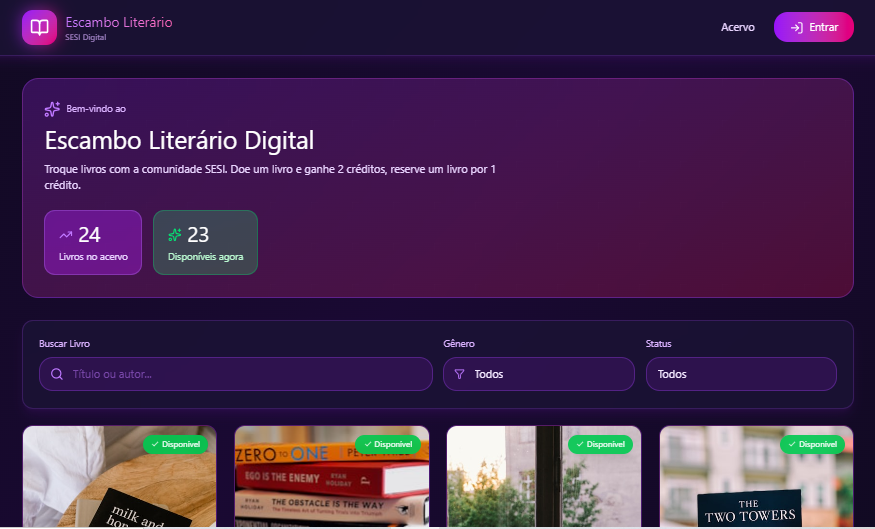 Escambo Literário
SESI Digital
Acervo
Entrar
Bem-vindo ao
Escambo Literário Digital
Troque livros com a comunidade SESI. Doe um livro e ganhe 2 créditos, reserve um livro por 1
crédito.
24
Livros no acervo
23
Disponíveis agora
Buscar Livro
Título ou autor...
Gênero
Todos
Status
Todos
Disponível
milk and
Disponível
ZERO TO ONE
EGO IS THE ENEMY
RYAN
HOLIDAY
THE OBSTACLE IS THE WAY
Disponível
Disponível
THE
TWO TOWERS